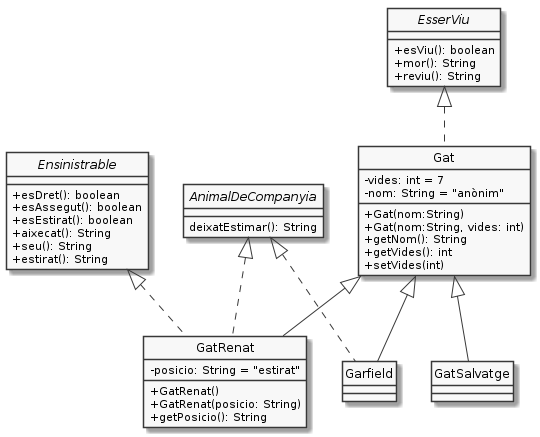 EsserViu
+esViu(): boolean
+mor(): String
+reviu(): String
Gat
-vides: int = 7
-nom: String = "anònim"
+Gat(nom:String)
+Gat(nom:String, vides: int)
+getNom(): String
+getVides(): int
+setVides(int)
Ensinistrable
+esDret(): boolean
+esAssegut(): boolean
+esEstirat(): boolean
+aixecat(): String
+seu(): String
+estirat(): String
AnimalDeCompanyia
deixatEstimar(): String
GatRenat
-posicio: String = "estirat"
+GatRenat()
+GatRenat(posicio: String)
+getPosicio(): String
Garfield
GatSalvatge